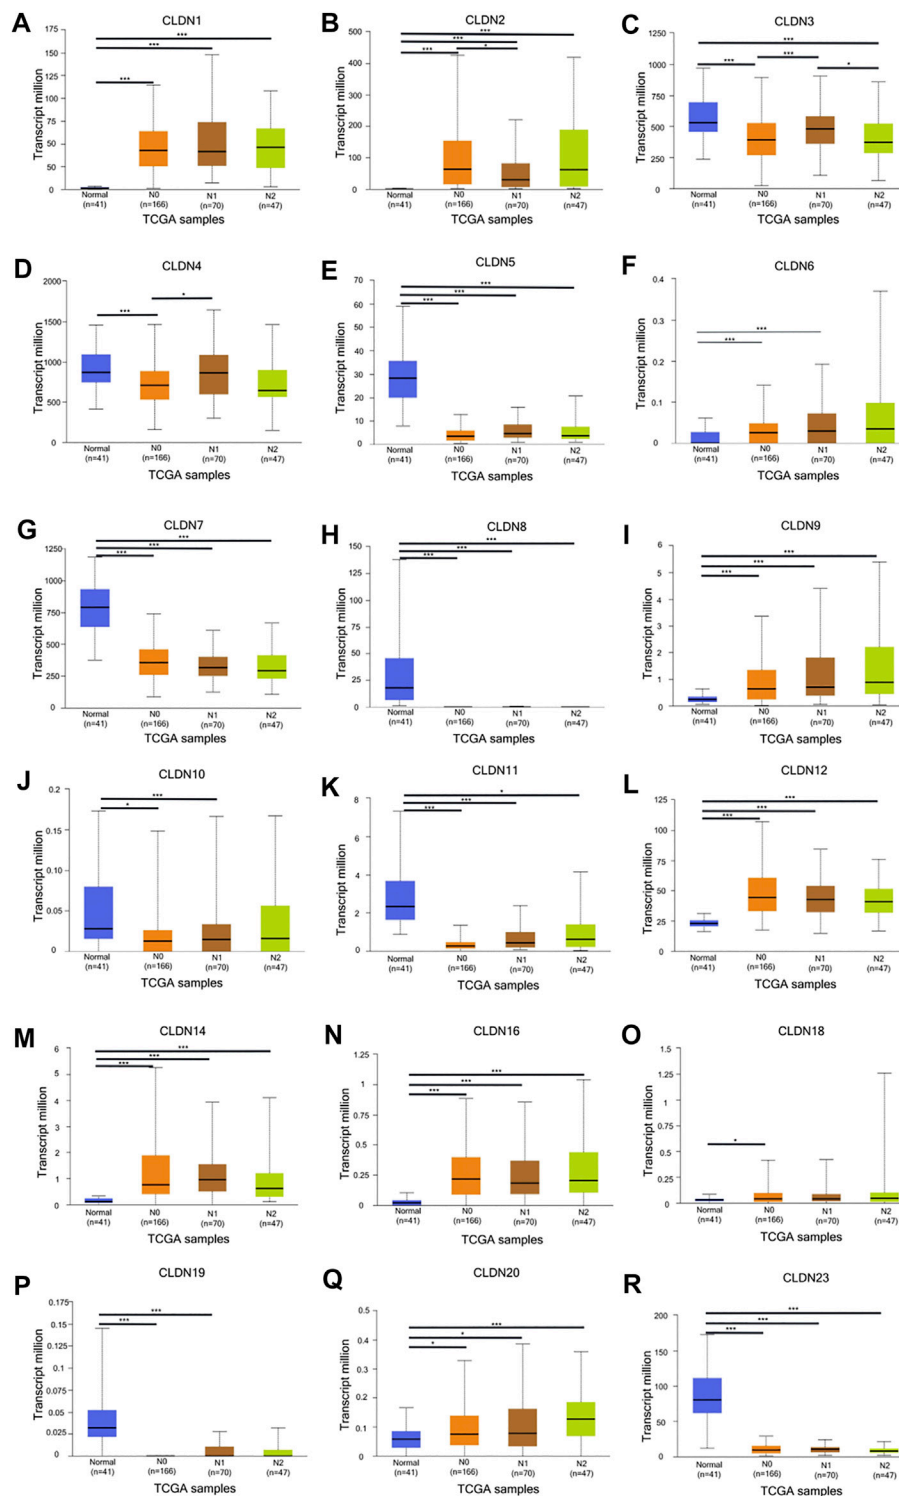 A
CLDN1
***
***
***
Transcript million
175
150
125
100
75
50
0
Normal N0 N1 N2
(n=41) (n=166) (n=70) (n=47)
TCGA samples
B
CLDN2
***
***
*** *
Transcript million
500
400
300
200
100
0
Normal N0 N1 N2
(n=41) (n=166) (n=70) (n=47)
TCGA samples
C
CLDN3
***
***
*** *
Transcript million
1250
1000
750
500
250
0
Normal N0 N1 N2
(n=41) (n=166) (n=70) (n=47)
TCGA samples
D
CLDN4
*
***
Transcript million
2000
1500
1000
500
0
Normal N0 N1 N2
(n=41) (n=166) (n=70) (n=47)
TCGA samples
E
CLDN5
***
***
***
Transcript million
70
60
50
40
30
20
10
0
Normal N0 N1 N2
(n=41) (n=166) (n=70) (n=47)
TCGA samples
F
CLDN6
***
***
Transcript million
0.4
0.3
0.2
0.1
0
Normal N0 N1 N2
(n=41) (n=166) (n=70) (n=47)
TCGA samples
G
CLDN7
***
***
***
Transcript million
1250
1000
750
500
250
0
Normal N0 N1 N2
(n=41) (n=166) (n=70) (n=47)
TCGA samples
H
CLDN8
***
***
***
Transcript million
150
125
100
75
50
25
0
Normal N0 N1 N2
(n=41) (n=166) (n=70) (n=47)
TCGA samples
I
CLDN9
***
***
***
Transcript million
6
5
4
3
2
1
0
Normal N0 N1 N2
(n=41) (n=166) (n=70) (n=47)
TCGA samples
J
CLDN10
***
*
Transcript million
0.2
0.15
0.1
0.05
0
Normal N0 N1 N2
(n=41) (n=166) (n=70) (n=47)
TCGA samples
K
CLDN11
*
***
***
Transcript million
8
6
4
2
0
Normal N0 N1 N2
(n=41) (n=166) (n=70) (n=47)
TCGA samples
L
CLDN12
***
***
***
Transcript million
125
100
75
50
25
0
Normal N0 N1 N2
(n=41) (n=166) (n=70) (n=47)
TCGA samples
M
CLDN14
***
***
***
Transcript million
6
5
4
3
2
1
0
Normal N0 N1 N2
(n=41) (n=166) (n=70) (n=47)
TCGA samples
N
CLDN16
***
***
***
Transcript million
1.25
1
0.75
0.5
0.25
0
Normal N0 N1 N2
(n=41) (n=166) (n=70) (n=47)
TCGA samples
O
CLDN18
*
Transcript million
1.5
1.25
1
0.75
0.5
0.25
0
Normal N0 N1 N2
(n=41) (n=166) (n=70) (n=47)
TCGA samples
P
CLDN19
***
***
Transcript million
0.175
0.15
0.125
0.1
0.075
0.05
0.025
0
Normal N0 N1 N2
(n=41) (n=166) (n=70) (n=47)
TCGA samples
Q
CLDN20
***
*
*
Transcript million
0.5
0.4
0.3
0.2
0.1
0
Normal N0 N1 N2
(n=41) (n=166) (n=70) (n=47)
TCGA samples
R
CLDN23
***
***
***
Transcript million
200
150
100
50
0
Normal N0 N1 N2
(n=41) (n=166) (n=70) (n=47)
TCGA samples